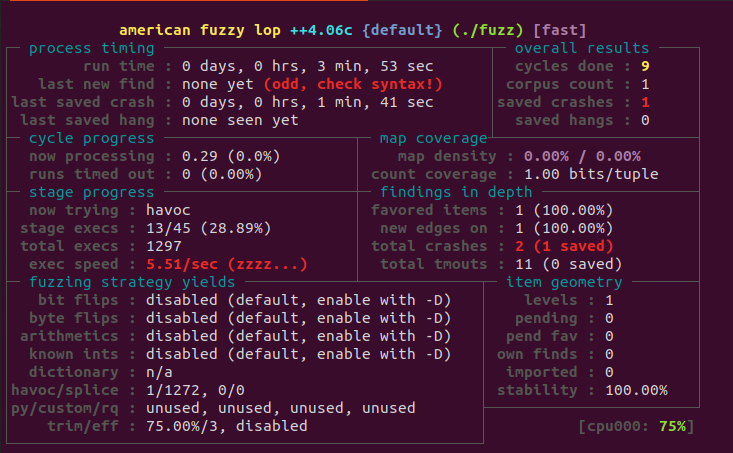 american fuzzy lop ++4.06c {default} (./fuzz) [fast]
process timing overall results
run time : 0 days, 0 hrs, 3 min, 53 sec cycles done : 9
last new find : none yet (odd, check syntax!) corpus count : 1
last saved crash : 0 days, 0 hrs, 1 min, 41 sec saved crashes : 1
last saved hang : none seen yet saved hangs : 0
cycle progress map coverage
now processing : 0.29 (0.0%) map density : 0.00% / 0.00%
runs timed out : 0 (0.00%) count coverage : 1.00 bits/tuple
stage progress findings in depth
now trying : havoc favored items : 1 (100.00%)
stage execs : 13/45 (28.89%) new edges on : 1 (100.00%)
total execs : 1297 total crashes : 2 (1 saved)
exec speed : 5.51/sec (zzzz...) total tmouts : 11 (0 saved)
fuzzing strategy yields item geometry
bit flips : disabled (default, enable with -D) levels : 1
byte flips : disabled (default, enable with -D) pending : 0
arithmetics : disabled (default, enable with -D) pend fav : 0
known ints : disabled (default, enable with -D) own finds : 0
dictionary : n/a imported : 0
havoc/splice : 1/1272, 0/0 stability : 100.00%
py/custom/rq : unused, unused, unused, unused
trim/eff : 75.00%/3, disabled [cpu000: 75%]